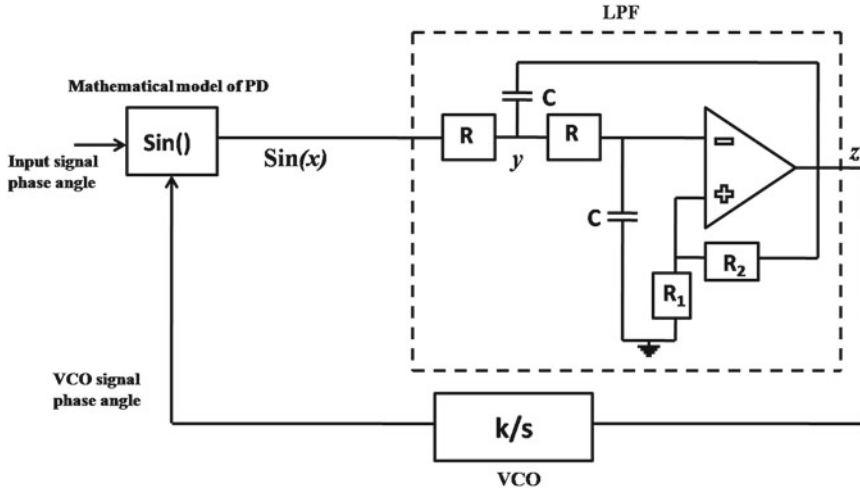 LPF
Mathematical model of PD
Sin()
Input signal
phase angle
Sin(x)
R
y
C
R
C
R₁
R₂
z
VCO signal
phase angle
k/s
VCO